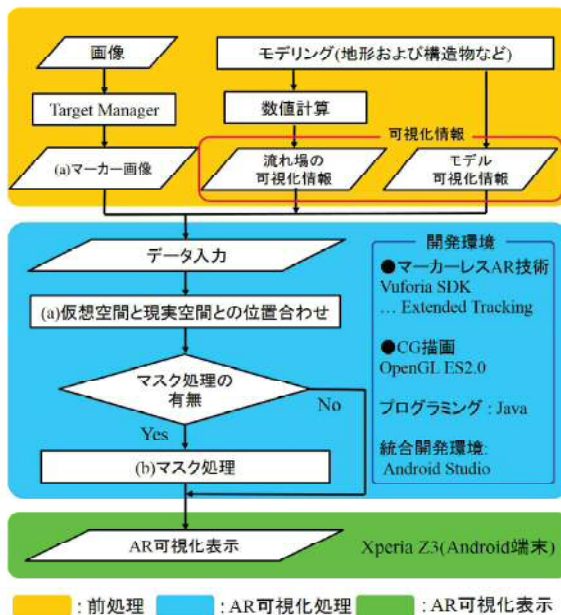 画像
モデリング(地形および構造物など)
Target Manager
数値計算
可視化情報
(a)マーカー画像
流れ場の
可視化情報
モデル
可視化情報
データ入力
(a)仮想空間と現実空間との位置合わせ
マスク処理の
有無
No
Yes
(b)マスク処理
開発環境
●マーカーレスAR技術
Vuforia SDK
… Extended Tracking
●CG描画
OpenGL ES2.0
プログラミング : Java
統合開発環境:
Android Studio
AR可視化表示
Xperia Z3(Android端末)
: 前処理
: AR可視化処理
: AR可視化表示